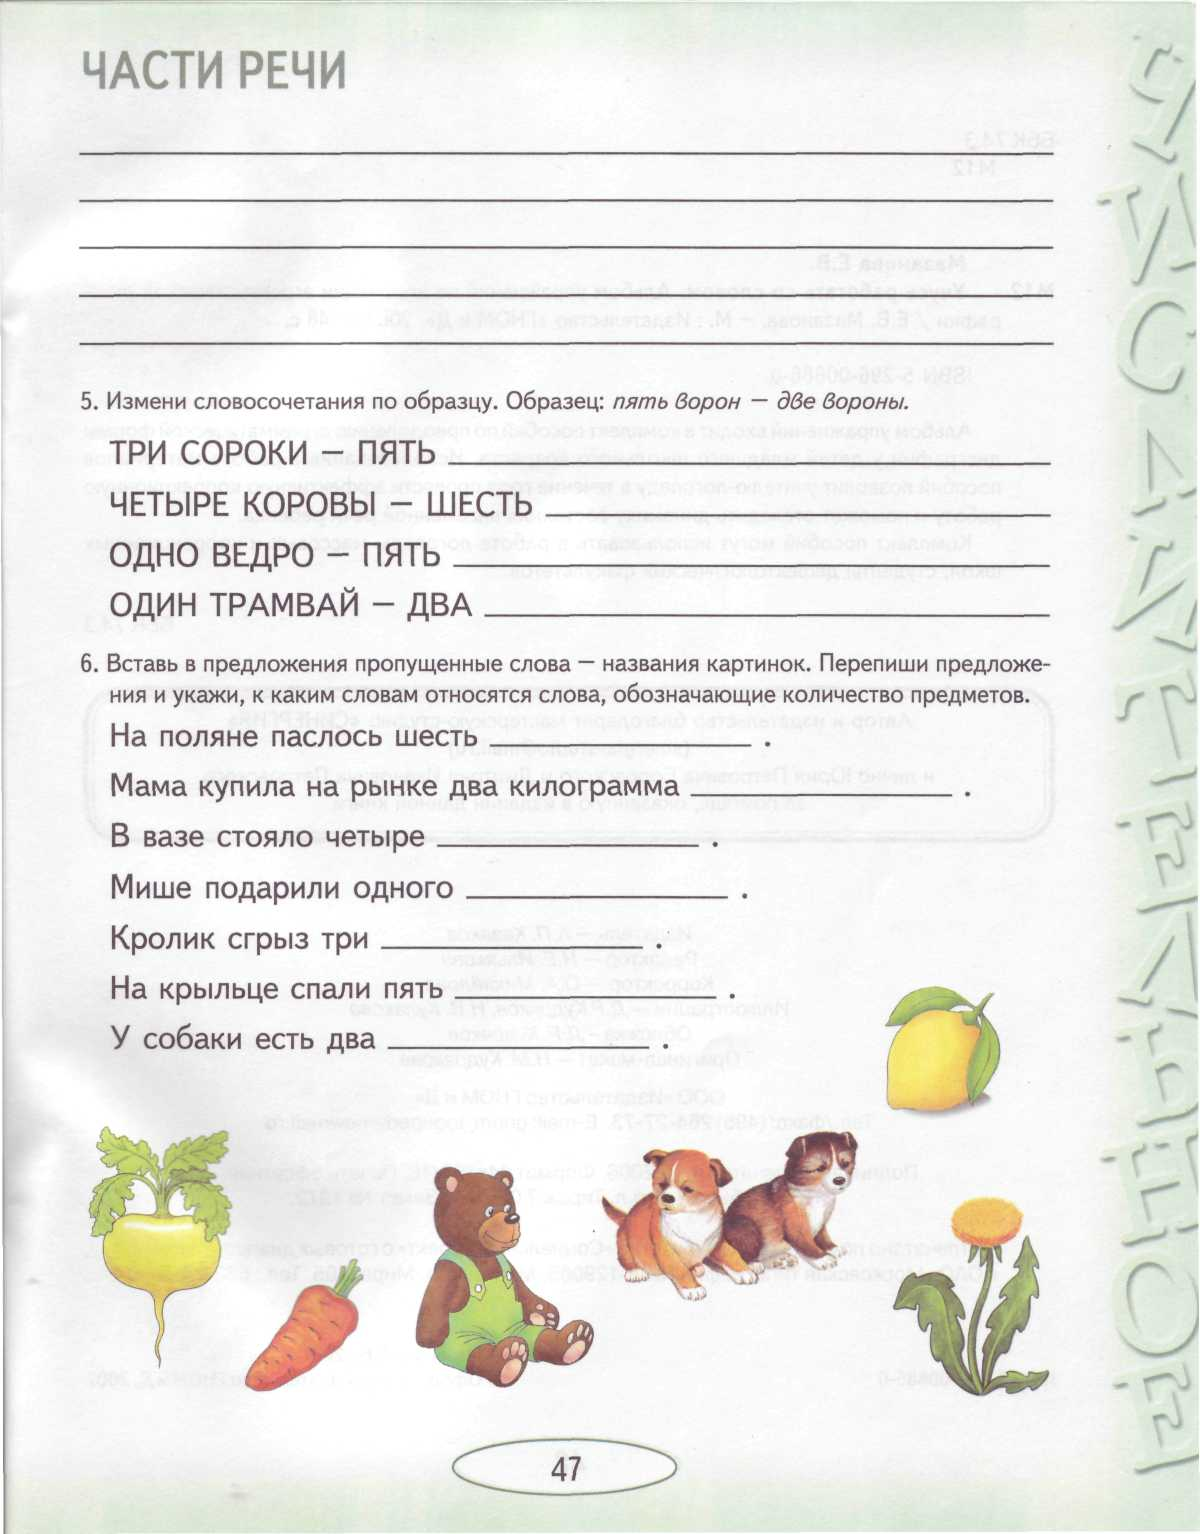 ЧАСТИ РЕЧИ
5. Измени словосочетания по образцу. Образец: пять ворон – две вороны.
ТРИ СОРОКИ – ПЯТЬ
ЧЕТЫРЕ КОРОВЫ – ШЕСТЬ
ОДНО ВЕДРО – ПЯТЬ
ОДИН ТРАМВАЙ – ДВА
6. Вставь в предложения пропущенные слова – названия картинок. Перепиши предложе-
ния и укажи, к каким словам относятся слова, обозначающие количество предметов.
На поляне паслось шесть .
Мама купила на рынке два килограмма .
В вазе стояло четыре .
Мише подарили одного .
Кролик сгрыз три .
На крыльце спали пять .
У собаки есть два .
47
ЧИСЛИТЕЛЬНОЕ